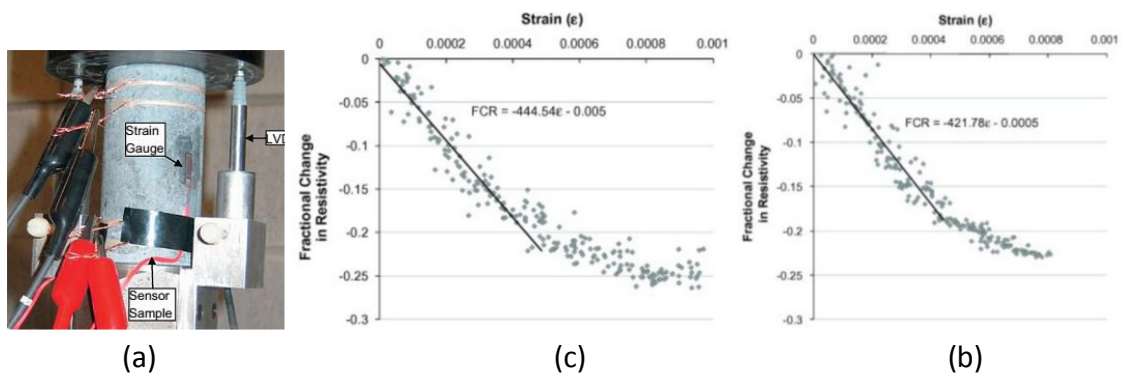 Strain
Gauge
LVD
Sensor
Sample
(a)
Strain (ε)
0 0.0002 0.0004 0.0006 0.0008 0.001
0
-0.05
-0.1
-0.15
-0.2
-0.25
-0.3
FCR = -444.54ε - 0.005
Fractional Change
in Resistivity
(c)
Strain (ε)
0 0.0002 0.0004 0.0006 0.0008 0.001
0
-0.05
-0.1
-0.15
-0.2
-0.25
-0.3
FCR = -421.78ε - 0.0005
Fractional Change
in Resistivity
(b)